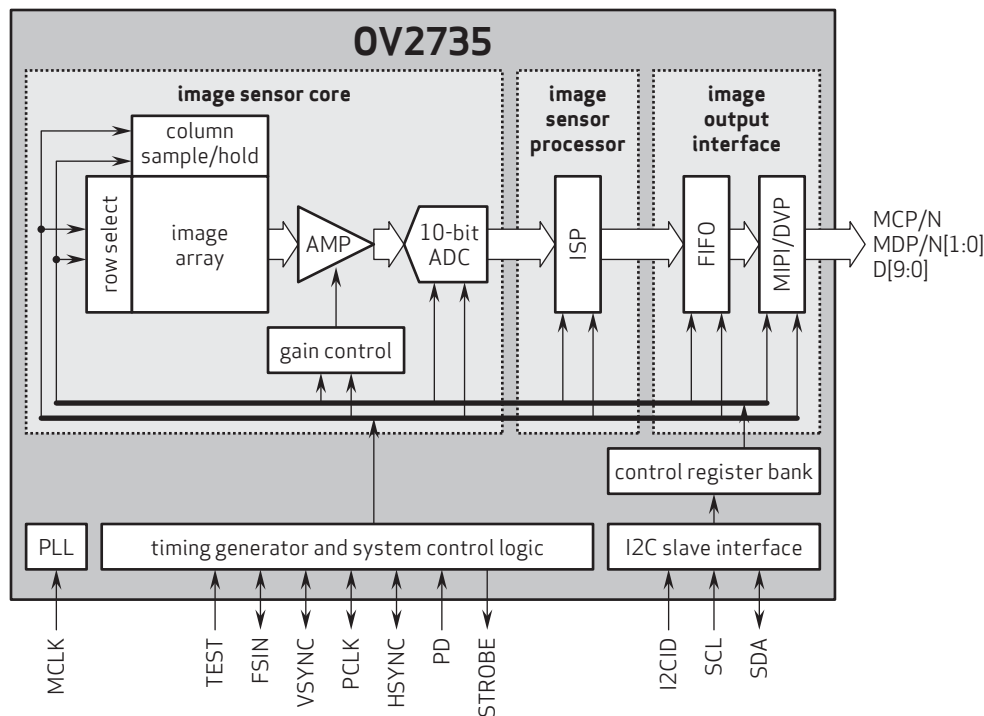 OV2735
image sensor core
image
sensor
processor
image
output
interface
column
sample/hold
row select
image
array
AMP
10-bit
ADC
ISP
FIFO
MIPI/DVP
MCP/N
MDP/N[1:0]
D[9:0]
gain control
control register bank
PLL
timing generator and system control logic
I2C slave interface
MCLK
TEST
FSIN
VSYNC
PCLK
HSYNC
PD
STROBE
I2CID
SCL
SDA